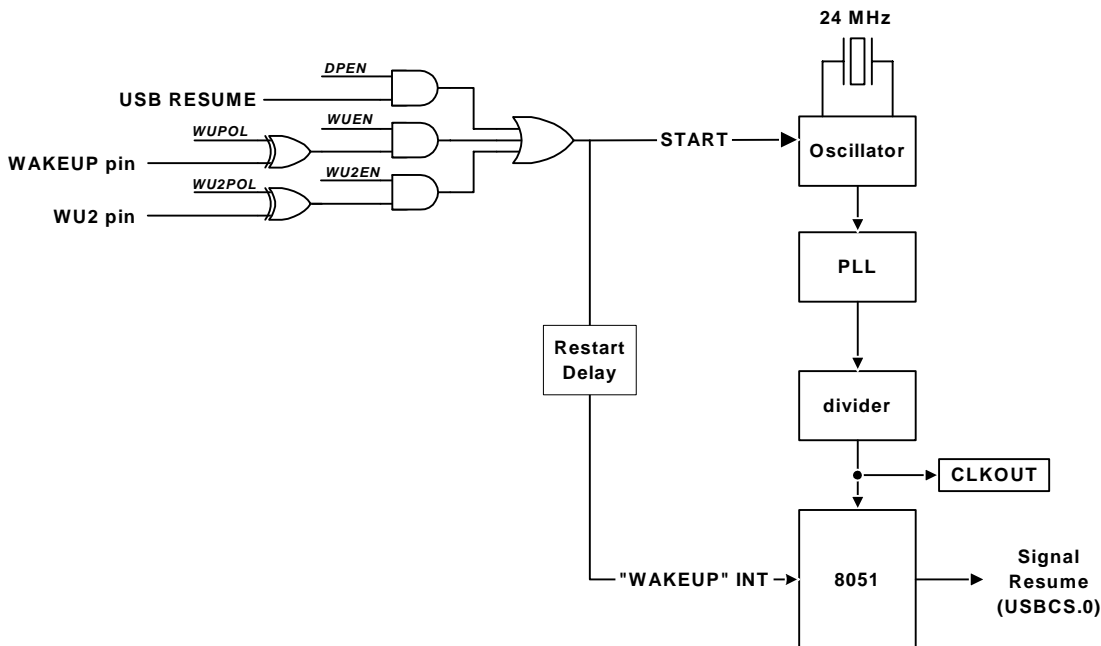 24 MHz
DPEN
USB RESUME
WUPOL
WUEN
WAKEUP pin
WU2EN
WU2POL
WU2 pin
START
Oscillator
PLL
Restart
Delay
divider
CLKOUT
"WAKEUP" INT
8051
Signal
Resume
(USBCS.0)